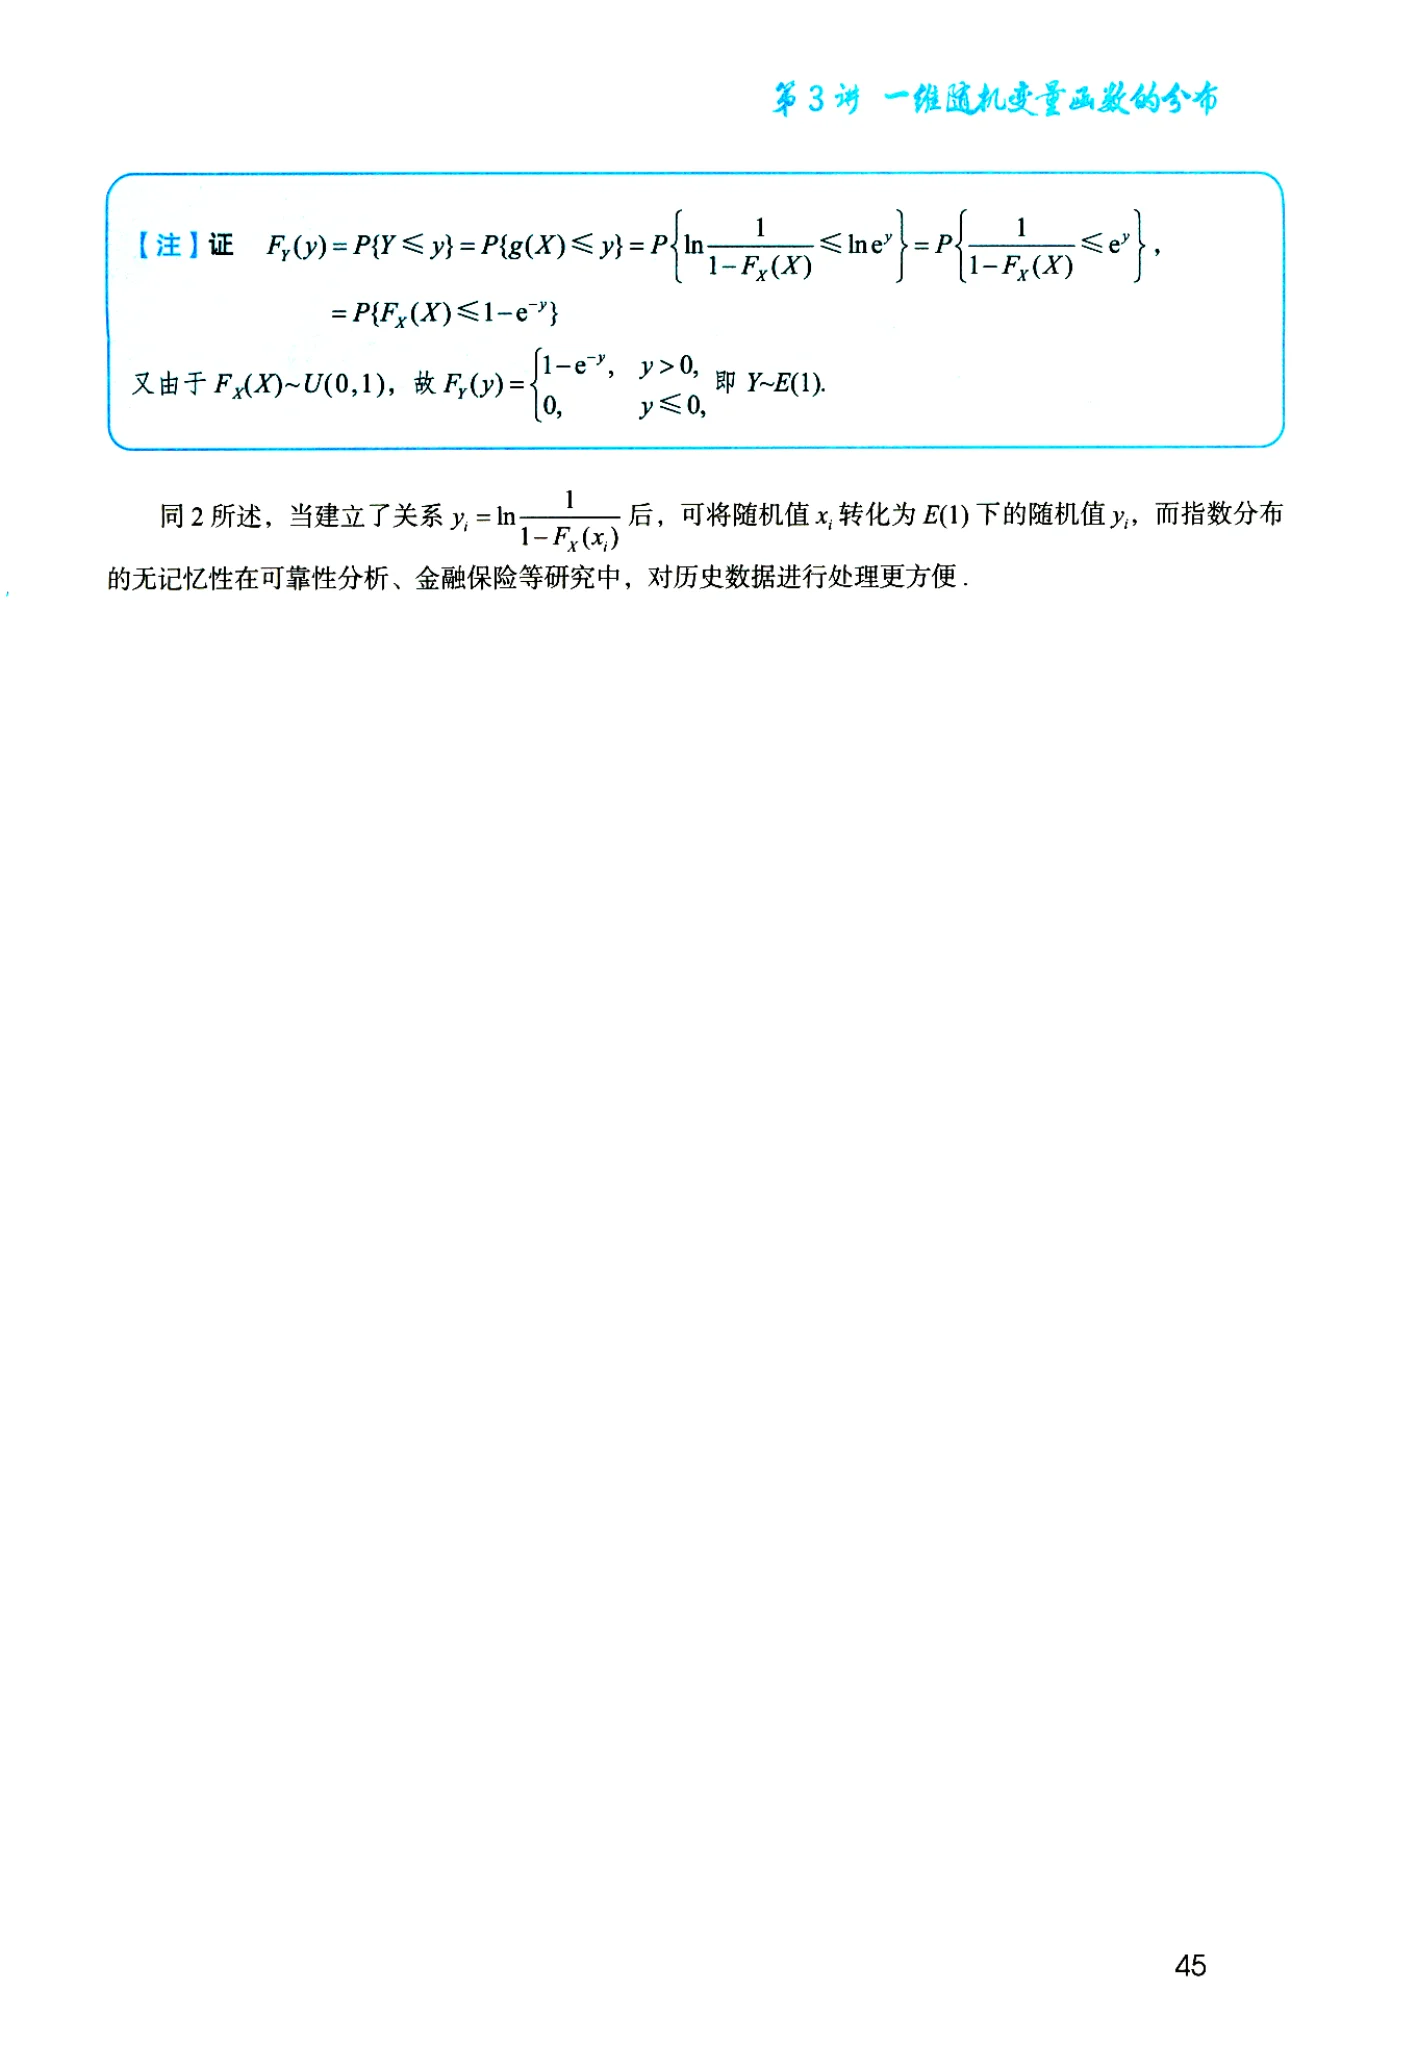 第 3 讲 一维随机变量函数的分布
【注】证 $F_Y(y)=P\{Y\leqslant y\}=P\{g(X)\leqslant y\}=P\left\{\ln\dfrac{1}{1-F_X(X)}\leqslant \ln e^y\right\}=P\left\{\dfrac{1}{1-F_X(X)}\leqslant e^y\right\}$,
$=P\{F_X(X)\leqslant 1-e^{-y}\}$
又由于 $F_X(X)\sim U(0,1)$,故 $F_Y(y)=\begin{cases}1-e^{-y}, & y>0,\\ 0, & y\leqslant 0,\end{cases}$ 即 $Y\sim E(1)$.
同 2 所述,当建立了关系 $y_i=\ln\dfrac{1}{1-F_X(x_i)}$ 后,可将随机值 $x_i$ 转化为 $E(1)$ 下的随机值 $y_i$,而指数分布
的无记忆性在可靠性分析、金融保险等研究中,对历史数据进行处理更方便.
45